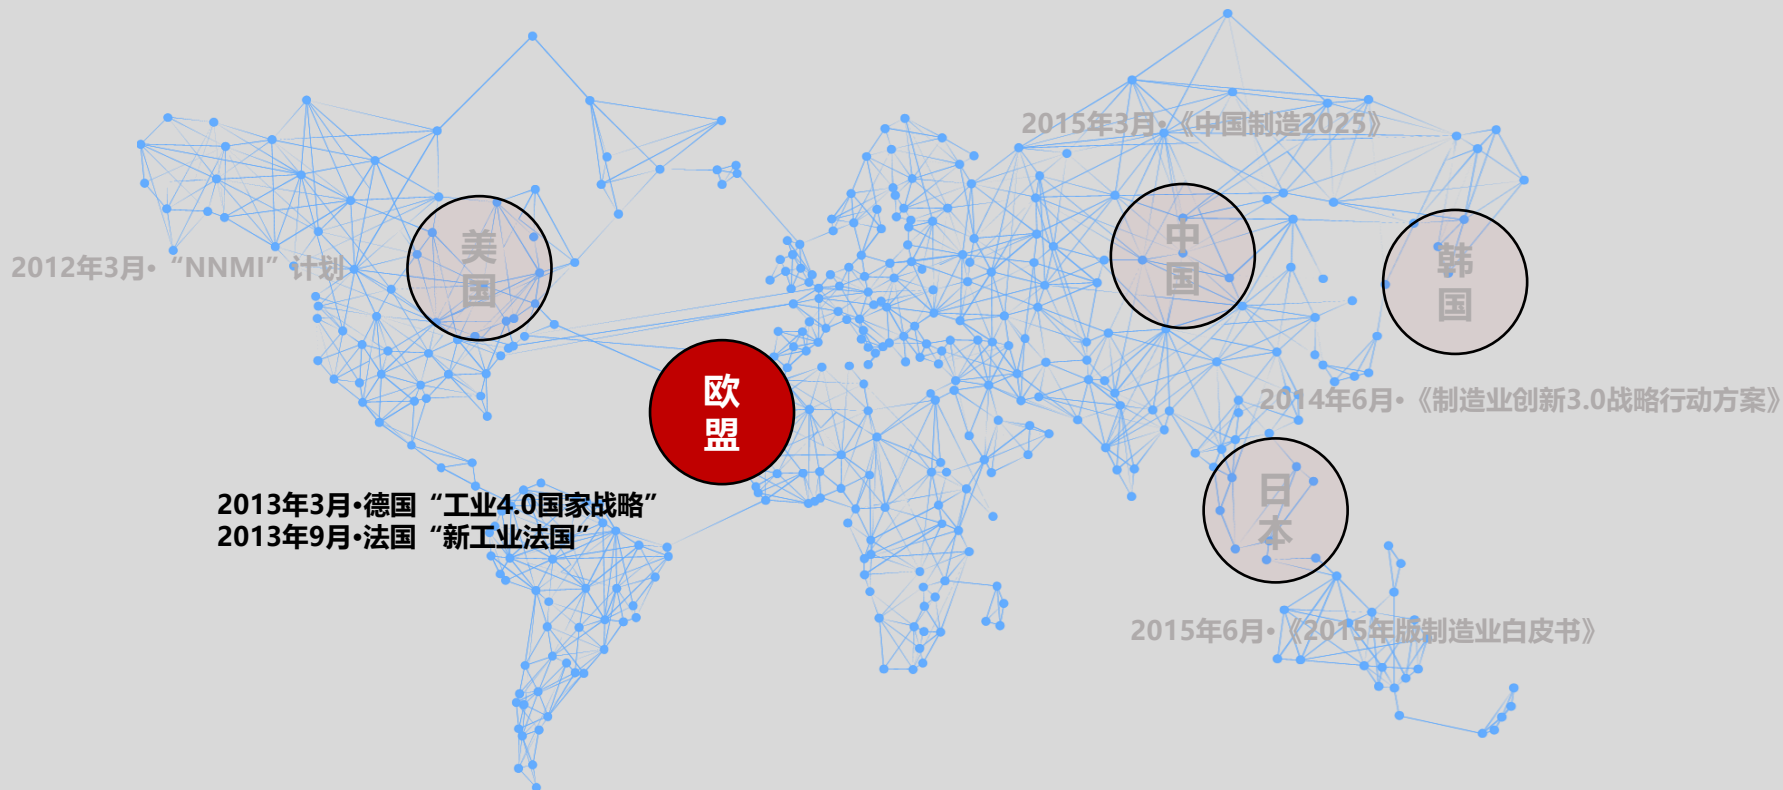 2015年3月•《中国制造2025》
美国
中国
韩国
2012年3月•“NNMI”计划
欧盟
2014年6月•《制造业创新3.0战略行动方案》
日本
2013年3月•德国“工业4.0国家战略”
2013年9月•法国“新工业法国”
2015年6月•《2015年版制造业白皮书》